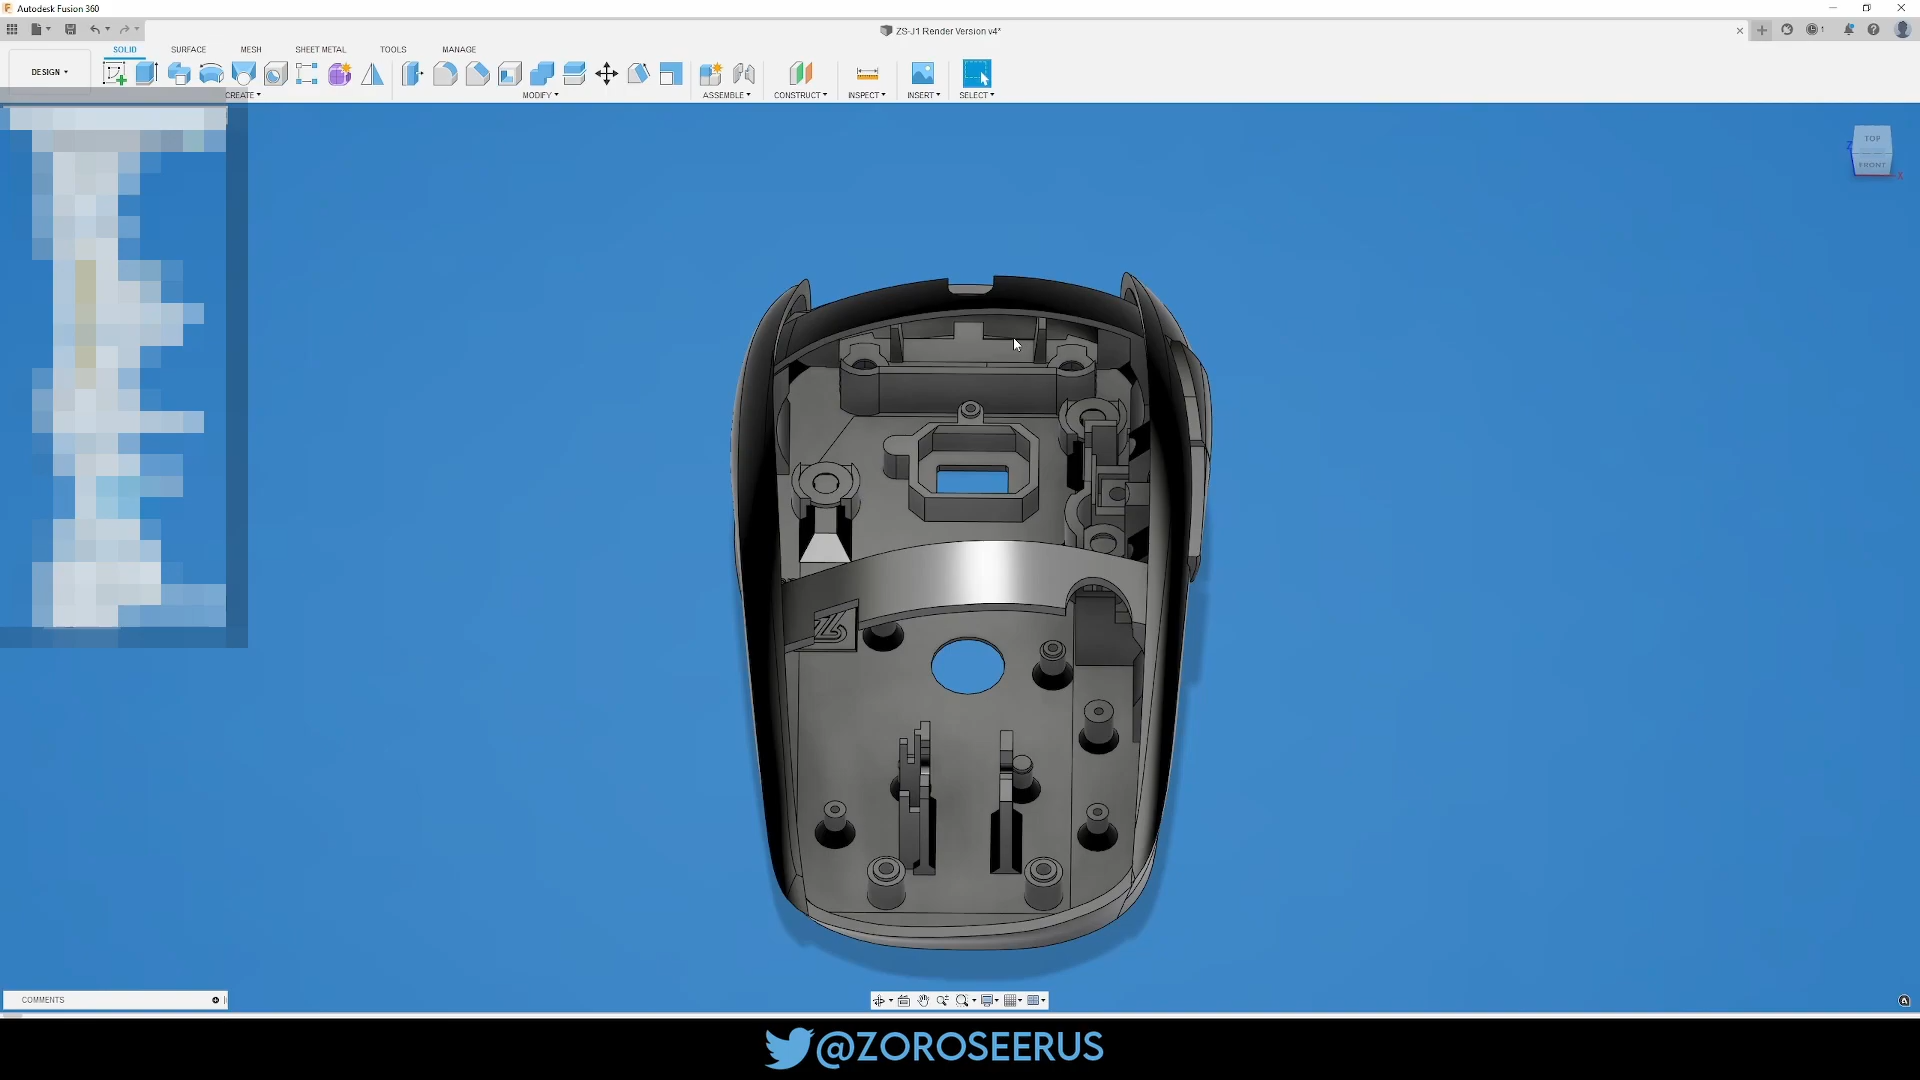 Autodesk Fusion 360
ZS-J1 Render Version v4*
1
SOLID SURFACE MESH SHEET METAL TOOLS MANAGE
DESIGN
CREATE MODIFY ASSEMBLE CONSTRUCT INSPECT INSERT SELECT
TOP
Z
FRONT
X
COMMENTS
@ZOROSEERUS